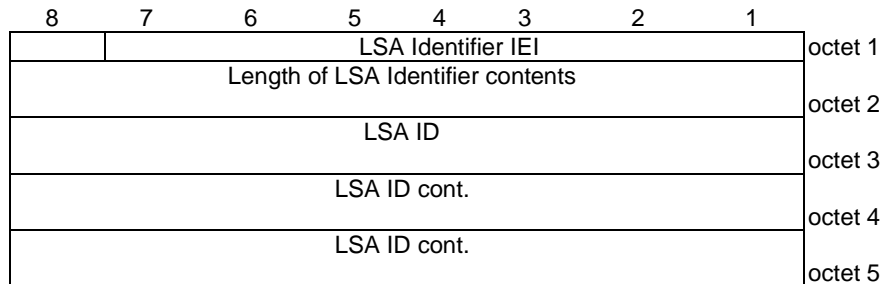 8 7 6 5 4 3 2 1
LSA Identifier IEI octet 1
Length of LSA Identifier contents
octet 2
LSA ID
octet 3
LSA ID cont.
octet 4
LSA ID cont.
octet 5